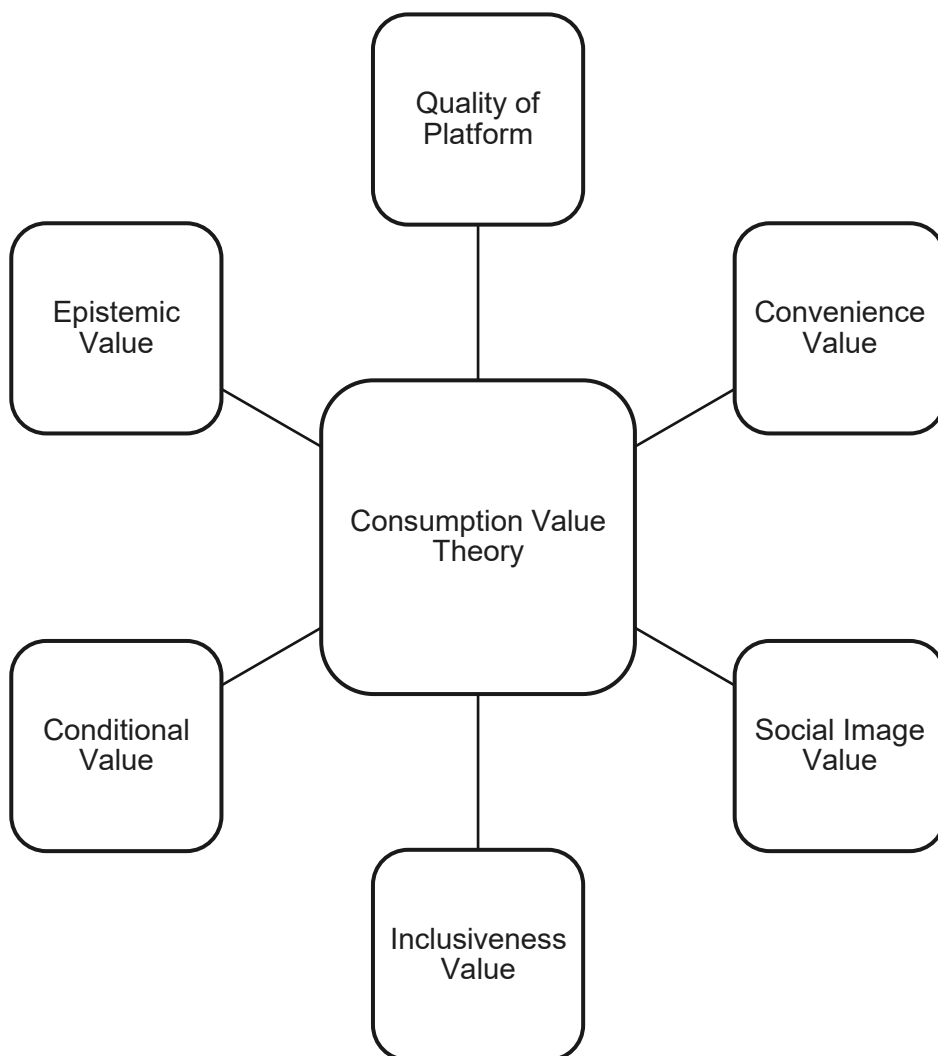 Quality of
Platform
Epistemic
Value
Convenience
Value
Consumption Value
Theory
Conditional
Value
Social Image
Value
Inclusiveness
Value